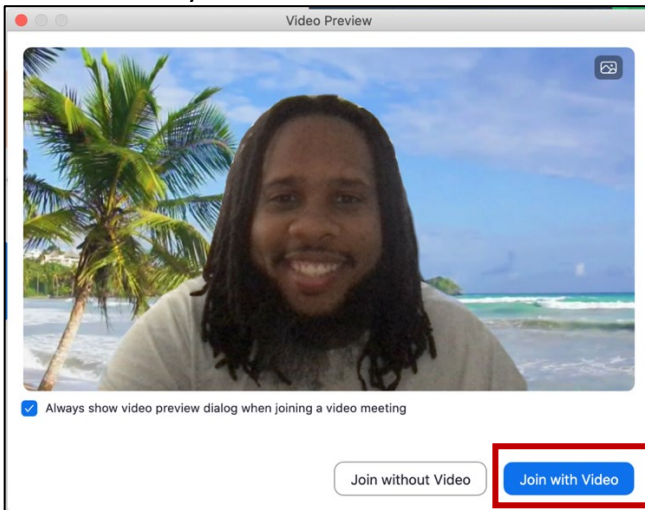 Video Preview
Always show video preview dialog when joining a video meeting
Join without Video
Join with Video